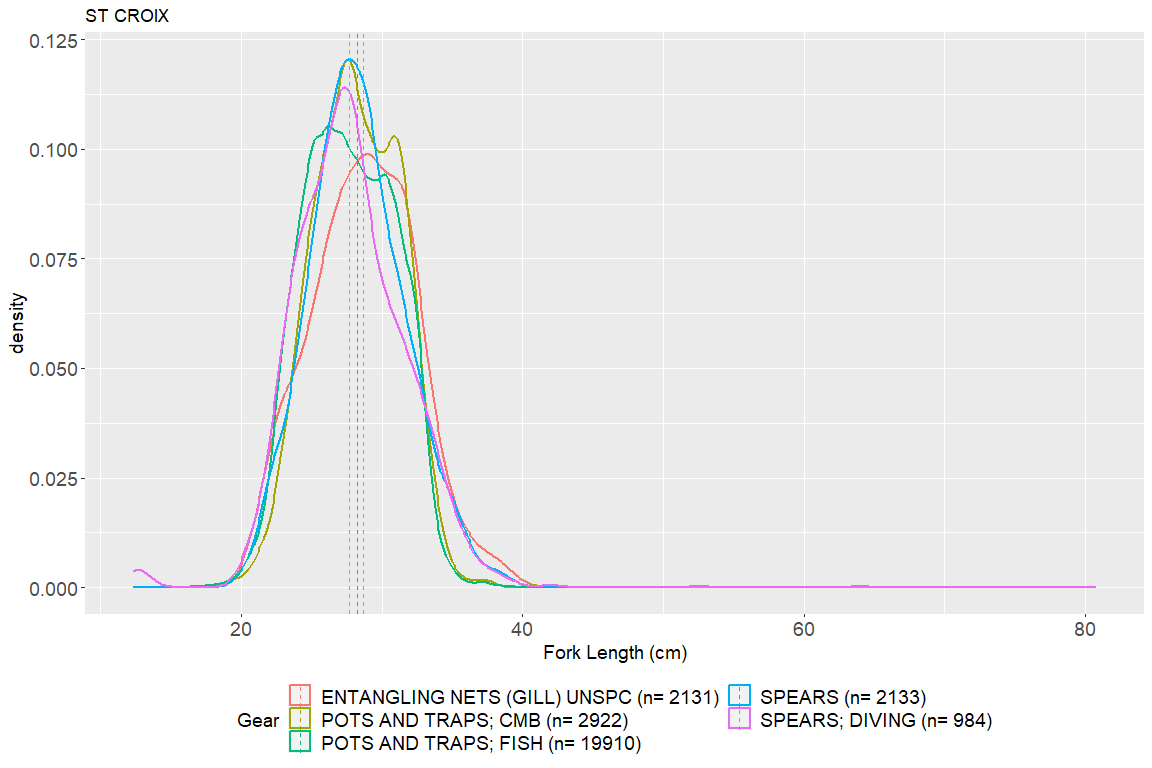 ST CROIX
0.125
0.100
0.075
0.050
0.025
0.000
density
20 40 60 80
Fork Length (cm)
Gear
ENTANGLING NETS (GILL) UNSPC (n= 2131)
POTS AND TRAPS; CMB (n= 2922)
POTS AND TRAPS; FISH (n= 19910)
SPEARS (n= 2133)
SPEARS; DIVING (n= 984)